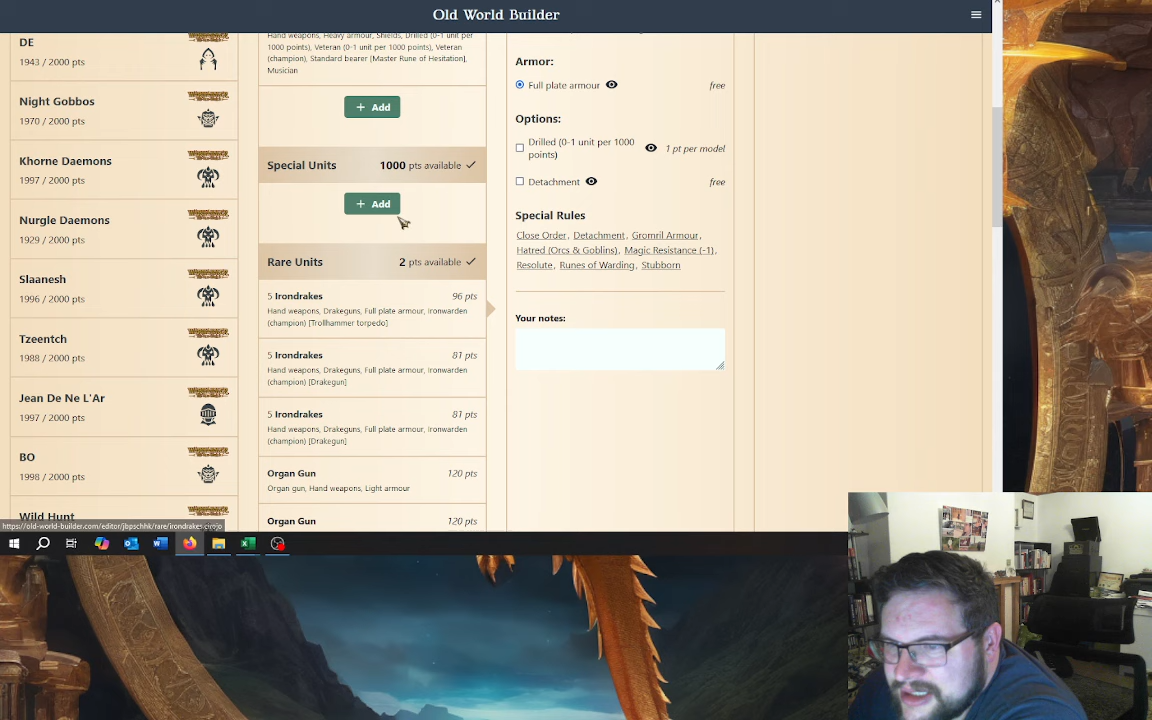 Old World Builder
DE
1943 / 2000 pts
Night Gobbos
1970 / 2000 pts
Khorne Daemons
1997 / 2000 pts
Nurgle Daemons
1929 / 2000 pts
Slaanesh
1996 / 2000 pts
Tzeentch
1988 / 2000 pts
Jean De Ne L'Ar
1997 / 2000 pts
BO
1998 / 2000 pts
Wild Hunt
Hand weapons, Heavy armour, Shields, Drilled (0-1 unit per
1000 points), Veteran (0-1 unit per 1000 points), Veteran
(champion), Standard bearer [Master Rune of Hesitation],
Musician
+ Add
Special Units 1000 pts available
+ Add
Rare Units 2 pts available
5 Irondrakes 96 pts
Hand weapons, Drakeguns, Full plate armour, Ironwarden
(champion) [Trollhammer torpedo]
5 Irondrakes 81 pts
Hand weapons, Drakeguns, Full plate armour, Ironwarden
(champion) [Drakegun]
5 Irondrakes 81 pts
Hand weapons, Drakeguns, Full plate armour, Ironwarden
(champion) [Drakegun]
Organ Gun 120 pts
Organ gun, Hand weapons, Light armour
Organ Gun 120 pts
Armor:
Full plate armour free
Options:
Drilled (0-1 unit per 1000
points) 1 pt per model
Detachment free
Special Rules
Close Order, Detachment, Gromril Armour,
Hatred (Orcs & Goblins), Magic Resistance (-1),
Resolute, Runes of Warding, Stubborn
Your notes: